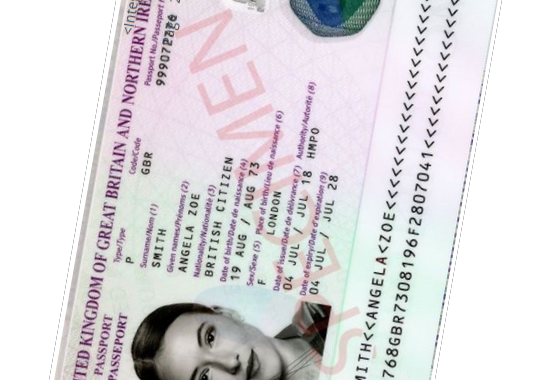 UNITED KINGDOM OF GREAT BRITAIN AND NORTHERN
PASSPORT
PASSEPORT
Type/Type
P
Code/Code
GBR
Passport No./Passeport
Surname/Nom (1)
SMITH
Given names/Prénoms (2)
ANGELA ZOE
Nationality/Nationalité (3)
BRITISH CITIZEN
Date of birth/Date de naissance (4)
19 AUG / AUG 73
Sex/Sexe (5)
F
Place of birth/Lieu de naissance (6)
LONDON
Date of issue/Date de délivrance (7)
04 JUL / JUL 18
Authority/Autorité (8)
HMPO
Date of expiry/Date d'expiration (9)
04 JUL / JUL 28
SPECIMEN
MITH<<ANGELA<ZOE<<<<<<<<<<<<<<<<<
768GBR7308196F2807041<<<<<<<<<<<